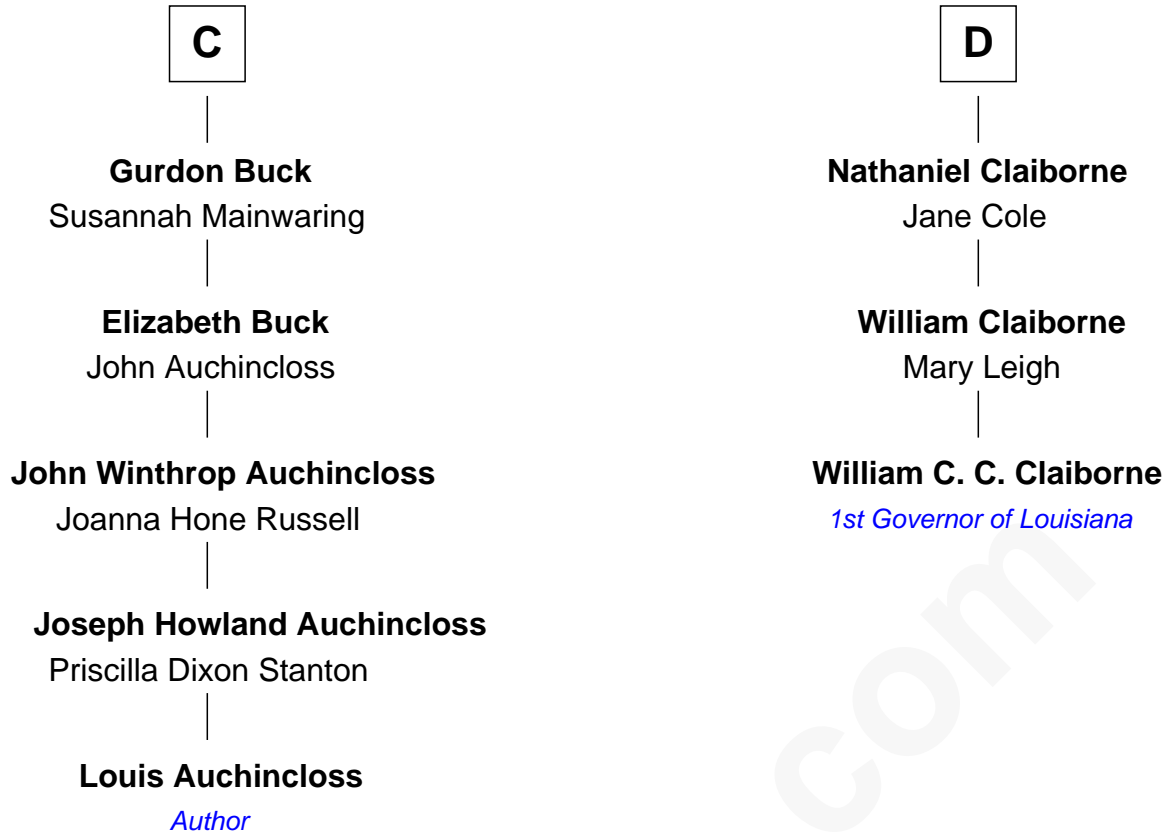 C
Gurdon Buck
Susannah Mainwaring
Elizabeth Buck
John Auchincloss
John Winthrop Auchincloss
Joanna Hone Russell
Joseph Howland Auchincloss
Priscilla Dixon Stanton
Louis Auchincloss
Author
D
Nathaniel Claiborne
Jane Cole
William Claiborne
Mary Leigh
William C. C. Claiborne
1st Governor of Louisiana
com